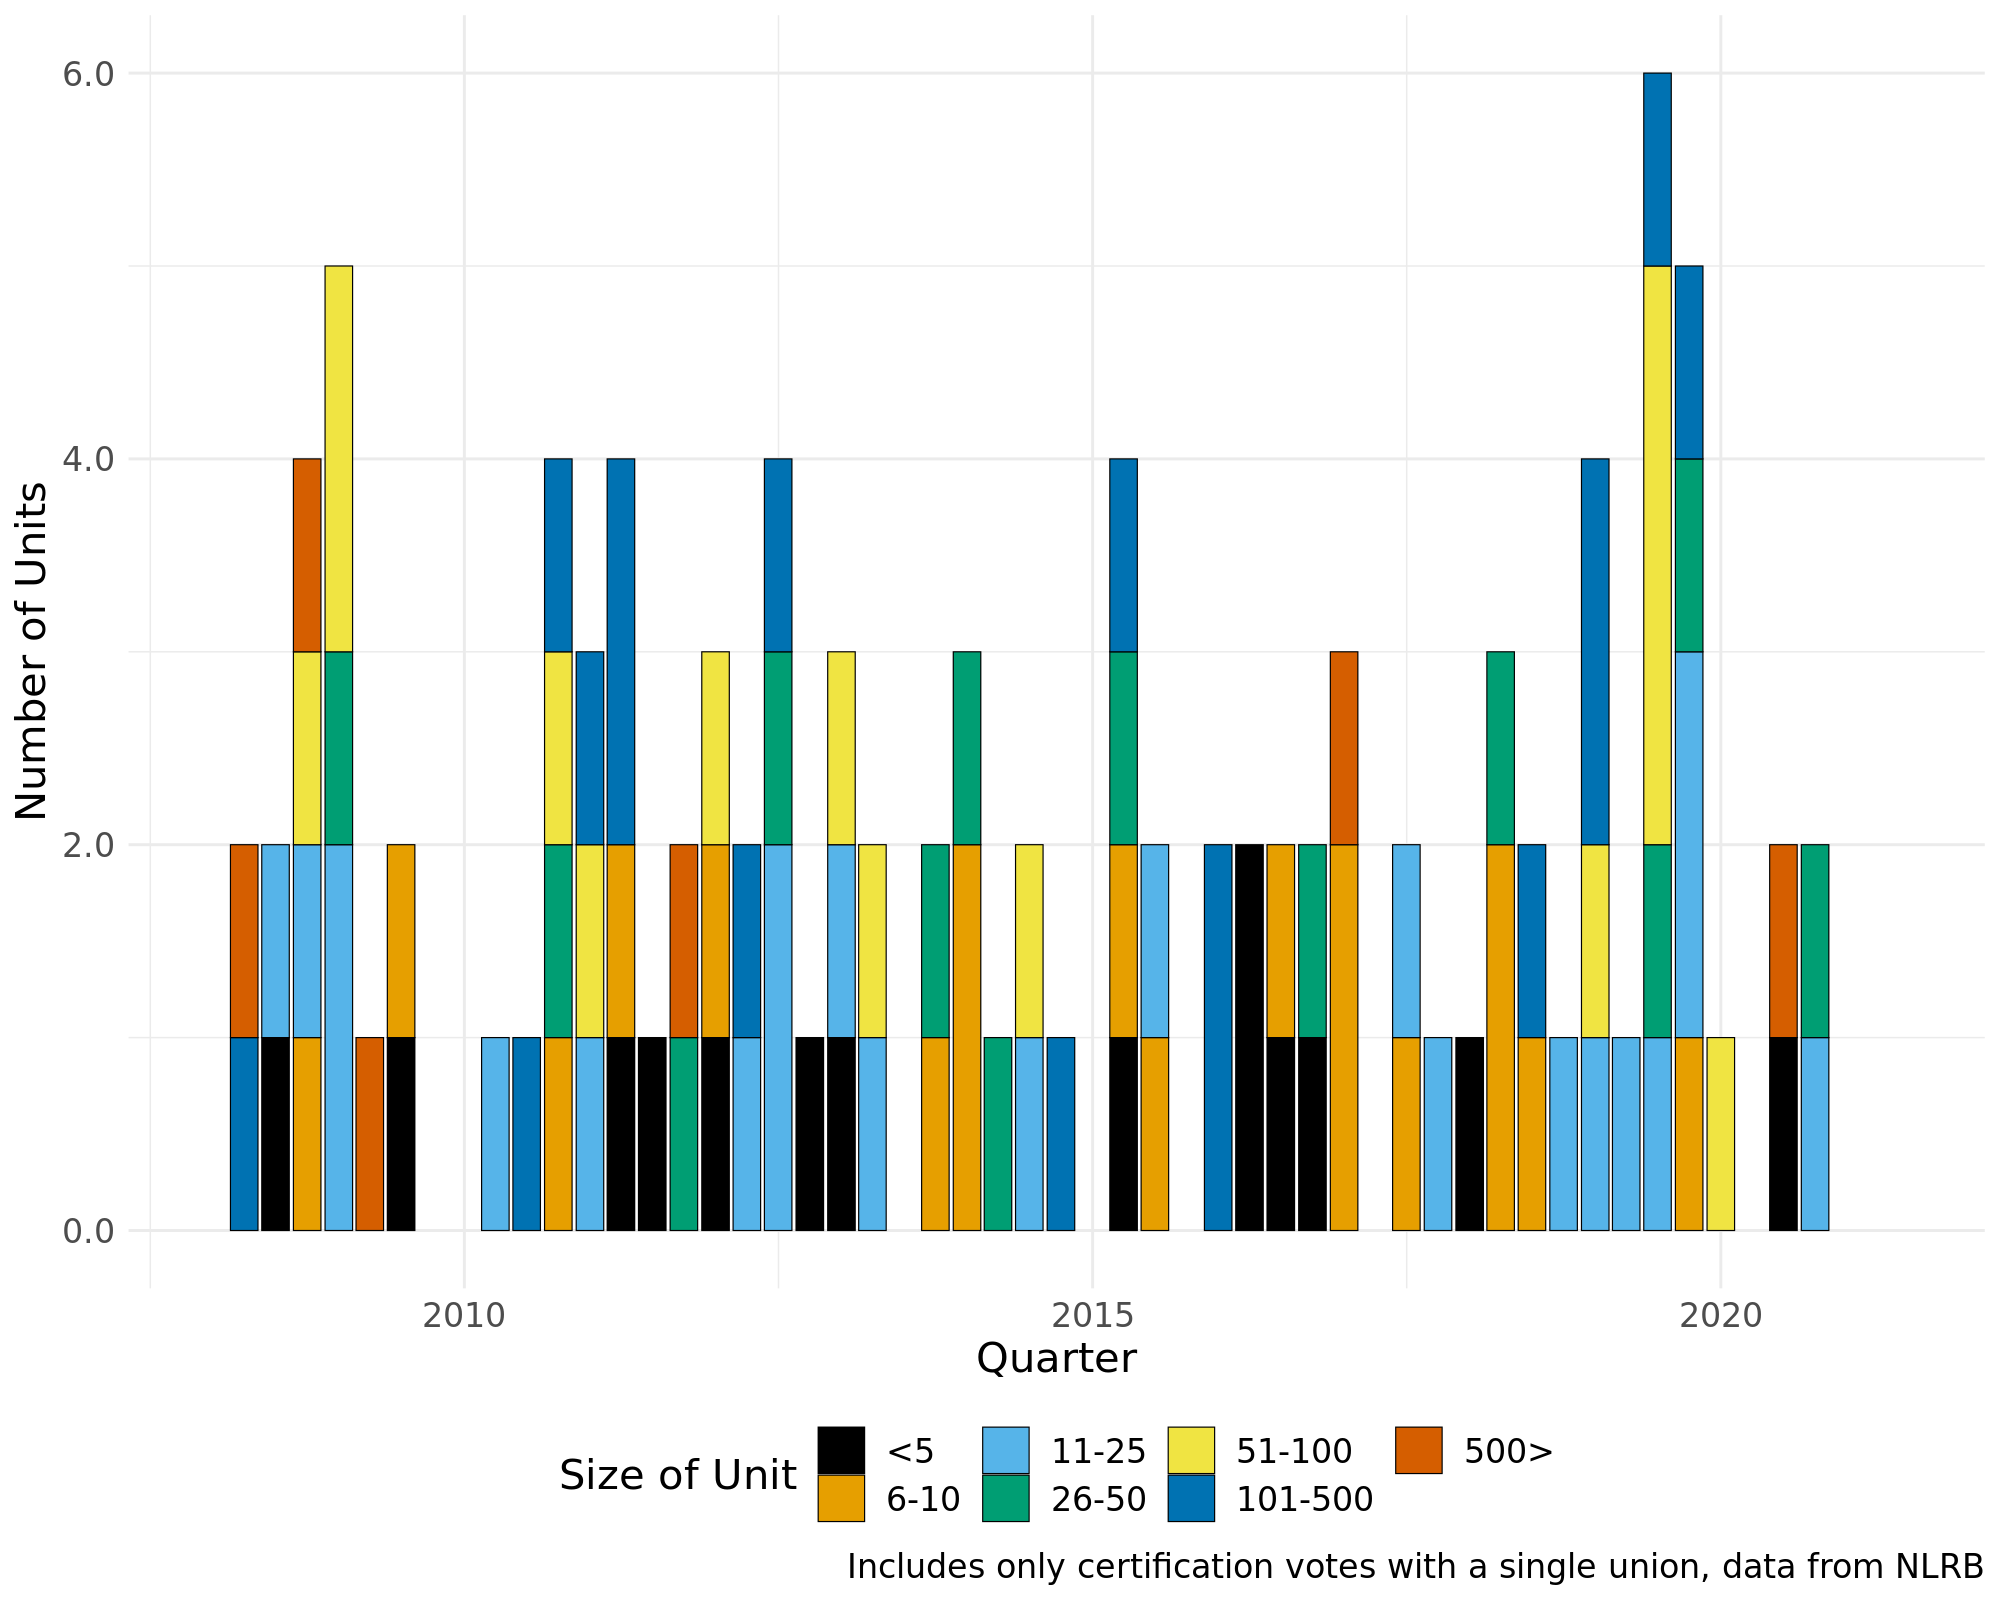 6.0
4.0
2.0
0.0
Number of Units
2010 2015 2020
Quarter
Size of Unit
<5 11-25 51-100 500>
6-10 26-50 101-500
Includes only certification votes with a single union, data from NLRB